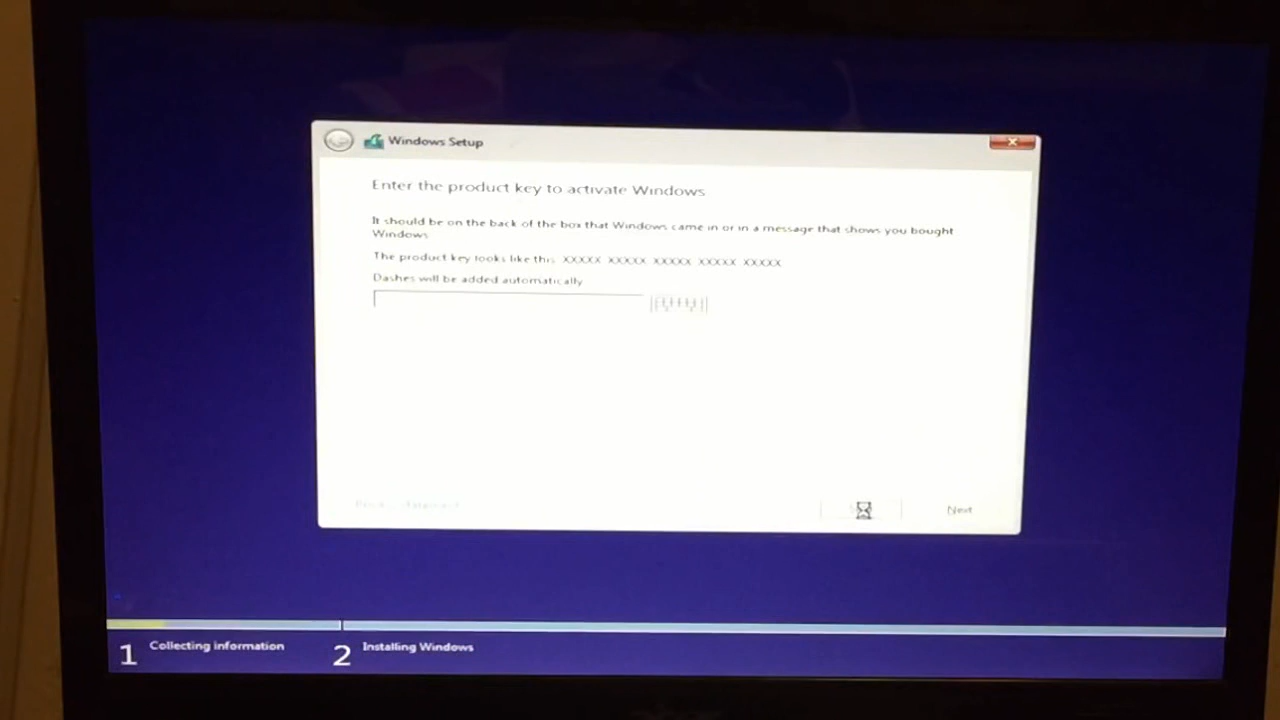 Windows Setup
Enter the product key to activate Windows
It should be on the back of the box that Windows came in or in a message that shows you bought
Windows
The product key looks like this XXXXX XXXXX XXXXX XXXXX XXXXX
Dashes will be added automatically
Next
1 Collecting information 2 Installing Windows